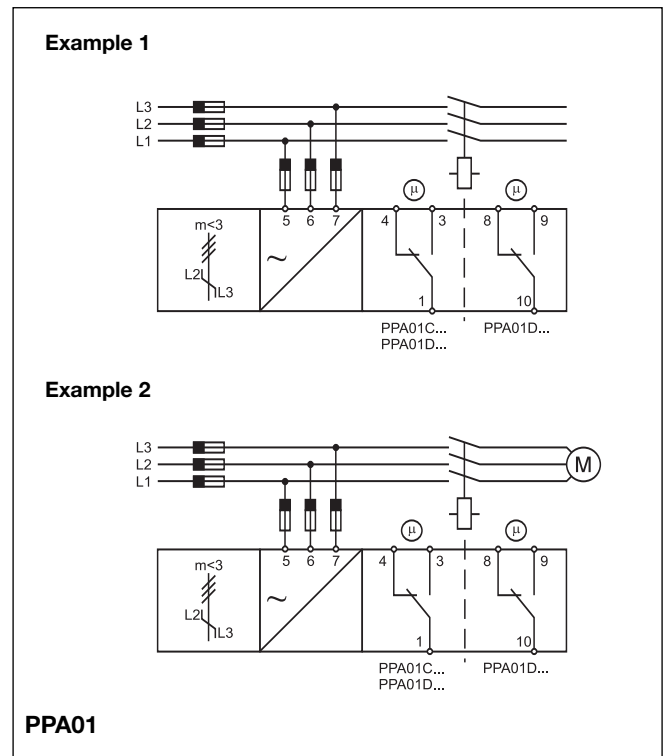 Example 1
L3
L2
L1
µ µ
5 6 7 4 3 8 9
m<3
~
L2
L3
1 10
PPA01C... PPA01D...
PPA01D...
Example 2
L3
L2 M
L1
µ µ
5 6 7 4 3 8 9
m<3
~
L2
L3
1 10
PPA01C... PPA01D...
PPA01D...
PPA01